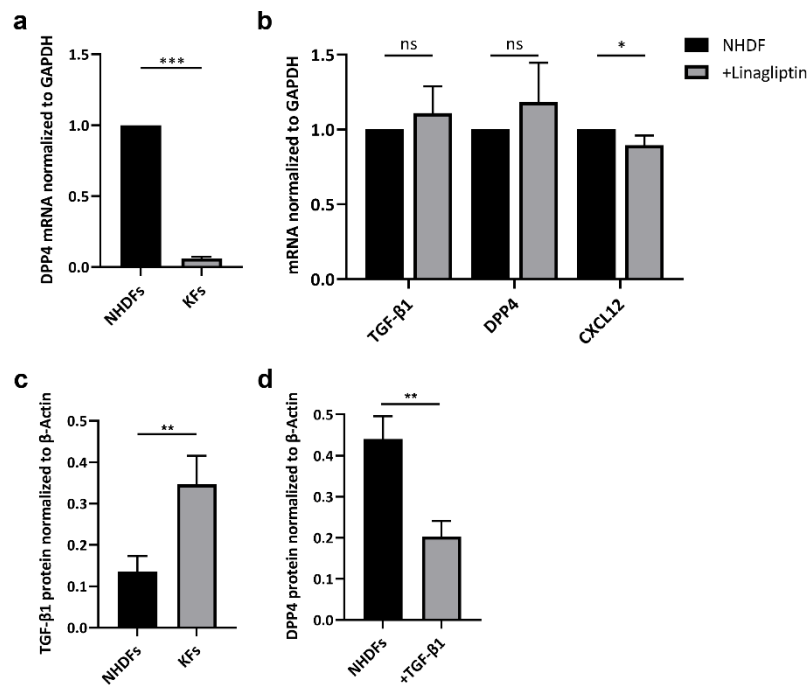 a
DPP4 mRNA normalized to GAPDH
1.5
1.0
0.5
0.0
***
NHDFs
KFs
b
mRNA normalized to GAPDH
1.5
1.0
0.5
0.0
ns
ns
*
TGF-β1
DPP4
CXCL12
NHDF
+Linagliptin
c
TGF-β1 protein normalized to β-Actin
0.5
0.4
0.3
0.2
0.1
0.0
**
NHDFs
KFs
d
DPP4 protein normalized to β-Actin
0.5
0.4
0.3
0.2
0.1
0.0
**
NHDFs
+TGF-β1